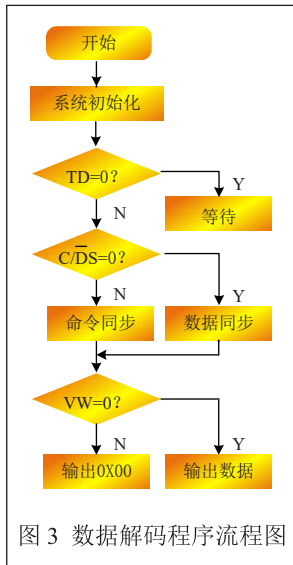 开始
系统初始化
TD=0?
Y
N
等待
C/D̅S=0?
N
Y
命令同步
数据同步
VW=0?
N
Y
输出0X00
输出数据
图 3 数据解码程序流程图